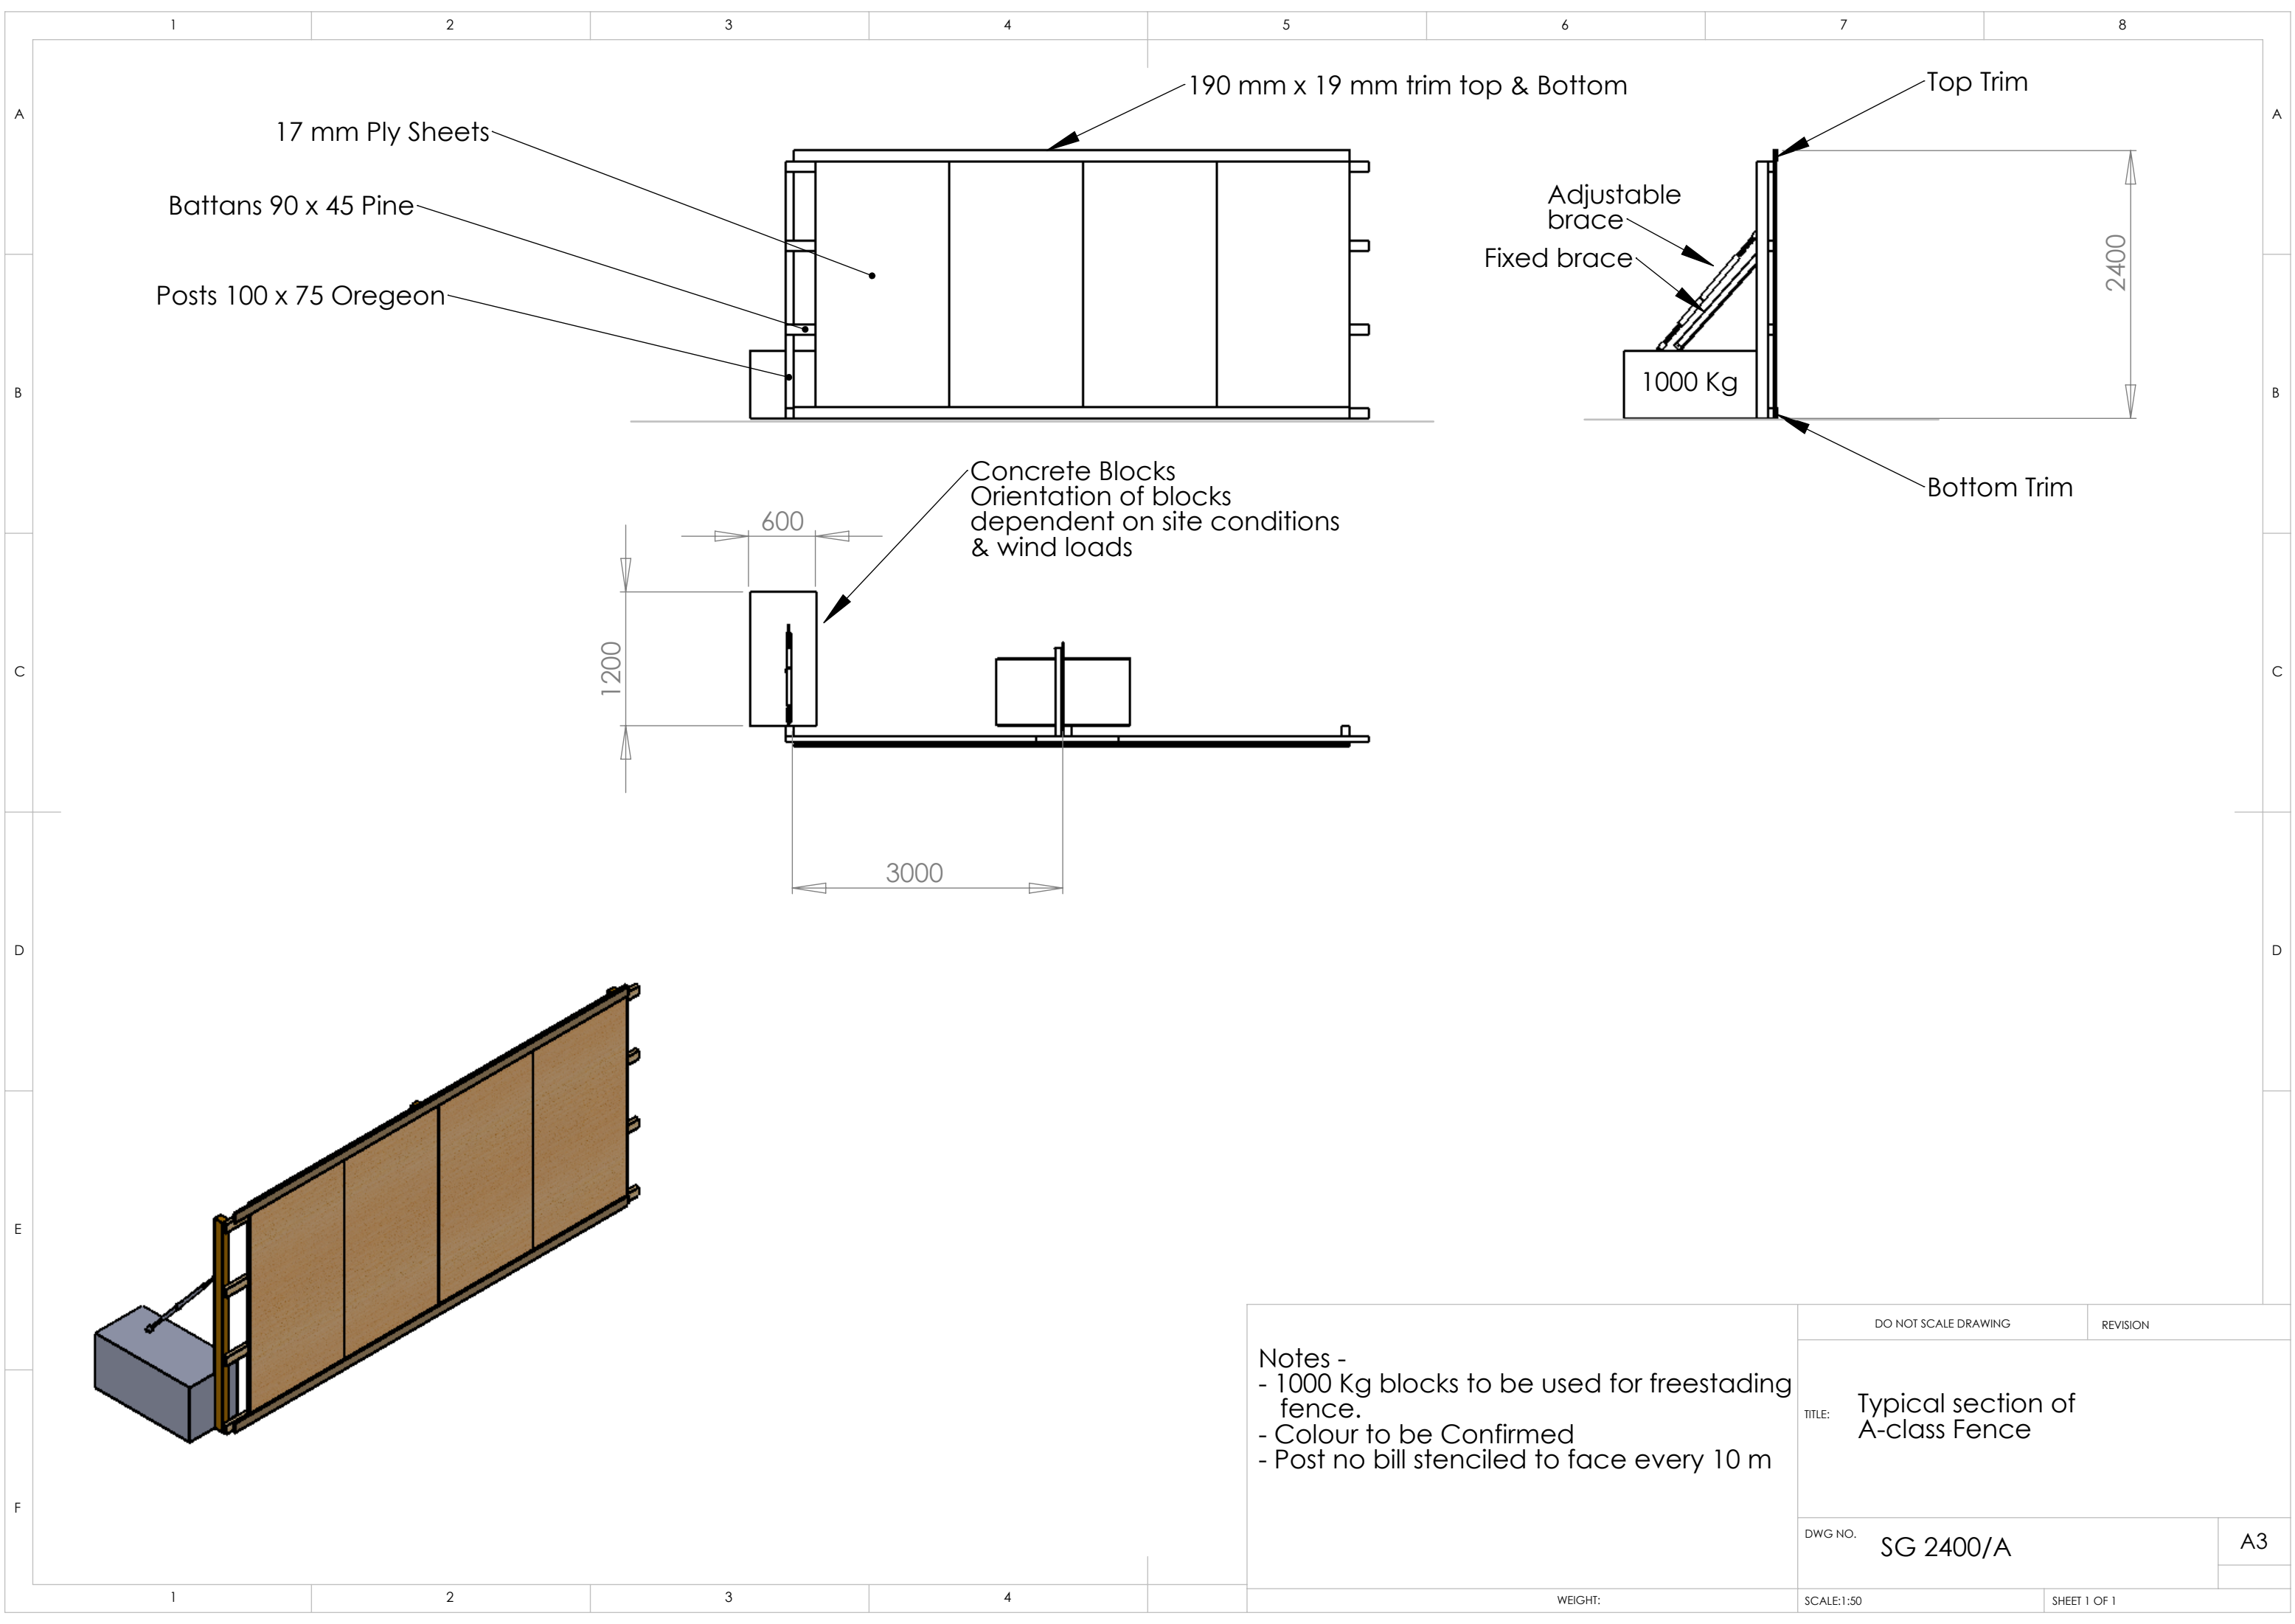 1 2 3 4 5 6 7 8
A A
B B
C C
D D
E
F
190 mm x 19 mm trim top & Bottom
17 mm Ply Sheets
Battans 90 x 45 Pine
Posts 100 x 75 Oregeon
Top Trim
Adjustable
brace
Fixed brace
2400
1000 Kg
Bottom Trim
Concrete Blocks
Orientation of blocks
dependent on site conditions
& wind loads
600
1200
3000
Notes -
- 1000 Kg blocks to be used for freestading
fence.
- Colour to be Confirmed
- Post no bill stenciled to face every 10 m
DO NOT SCALE DRAWING
REVISION
TITLE:
Typical section of
A-class Fence
DWG NO.
SG 2400/A
A3
WEIGHT:
SCALE:1:50
SHEET 1 OF 1
1 2 3 4